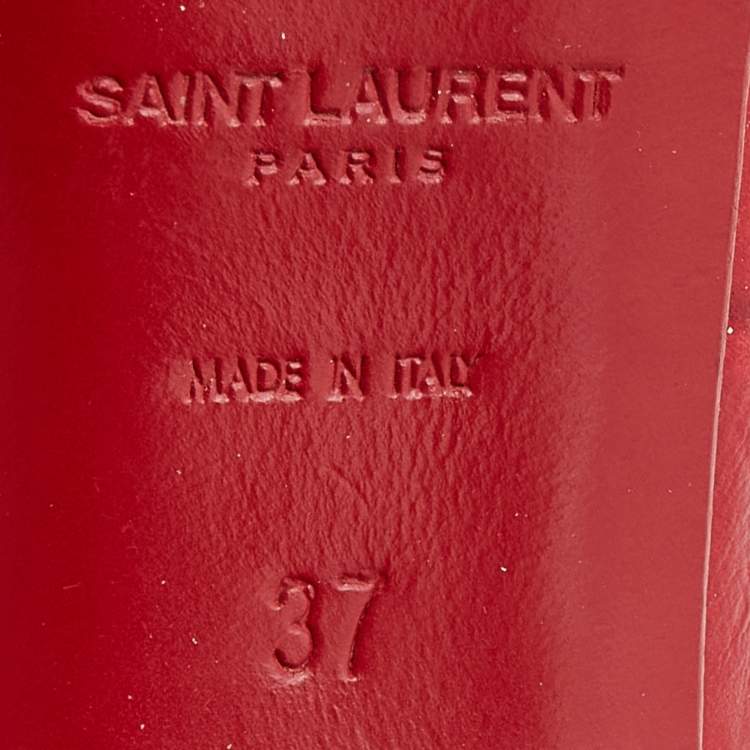 SAINT LAURENT
PARIS
MADE IN ITALY
37